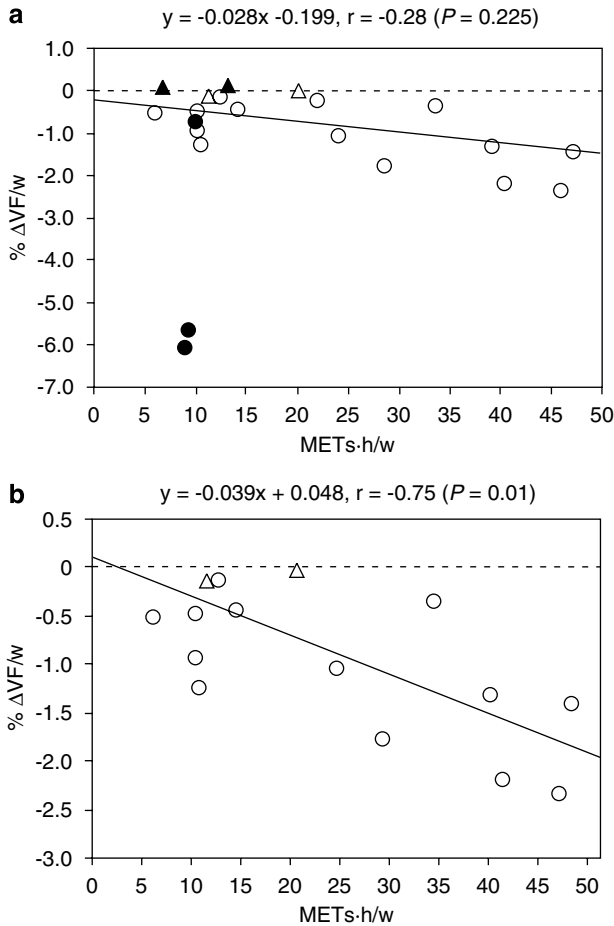 a
y = -0.028x -0.199, r = -0.28 (P = 0.225)
1.0
0
-1.0
-2.0
-3.0
-4.0
-5.0
-6.0
-7.0
% ΔVF/w
0 5 10 15 20 25 30 35 40 45 50
METs·h/w
b
y = -0.039x + 0.048, r = -0.75 (P = 0.01)
0.5
0
-0.5
-1.0
-1.5
-2.0
-2.5
-3.0
% ΔVF/w
0 5 10 15 20 25 30 35 40 45 50
METs·h/w